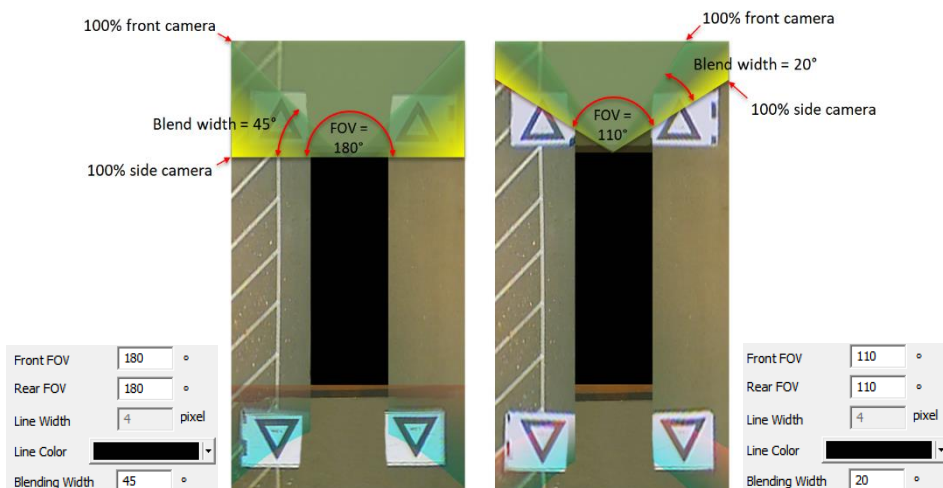 100% front camera
Blend width = 45°
FOV =
180°
100% side camera
100% front camera
Blend width = 20°
FOV =
110°
100% side camera
Front FOV 180 °
Rear FOV 180 °
Line Width 4 pixel
Line Color
Blending Width 45 °
Front FOV 110 °
Rear FOV 110 °
Line Width 4 pixel
Line Color
Blending Width 20 °